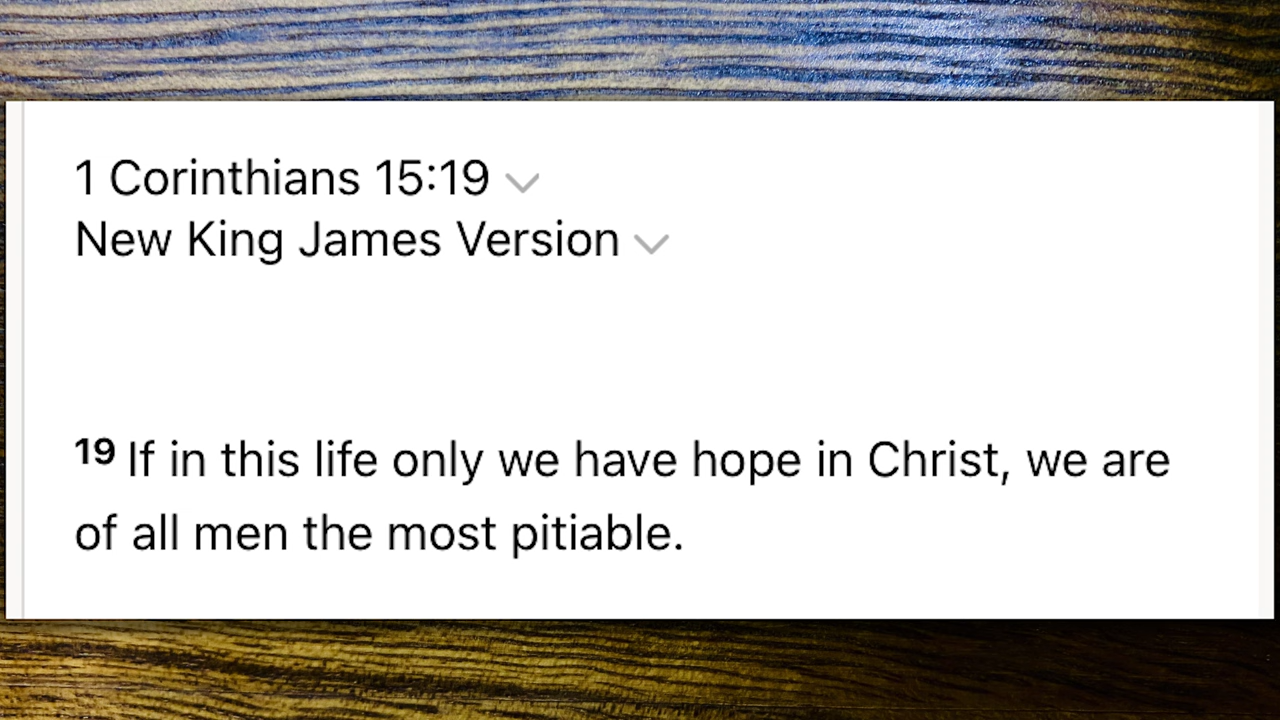 1 Corinthians 15:19
New King James Version
19 If in this life only we have hope in Christ, we are
of all men the most pitiable.